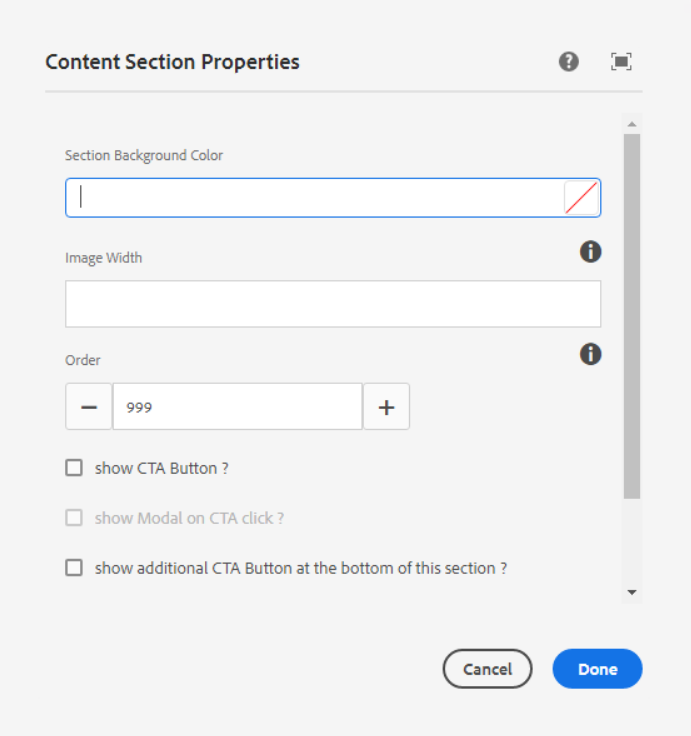 Content Section Properties
Section Background Color
Image Width
Order
999
show CTA Button ?
show Modal on CTA click ?
show additional CTA Button at the bottom of this section ?
Cancel Done